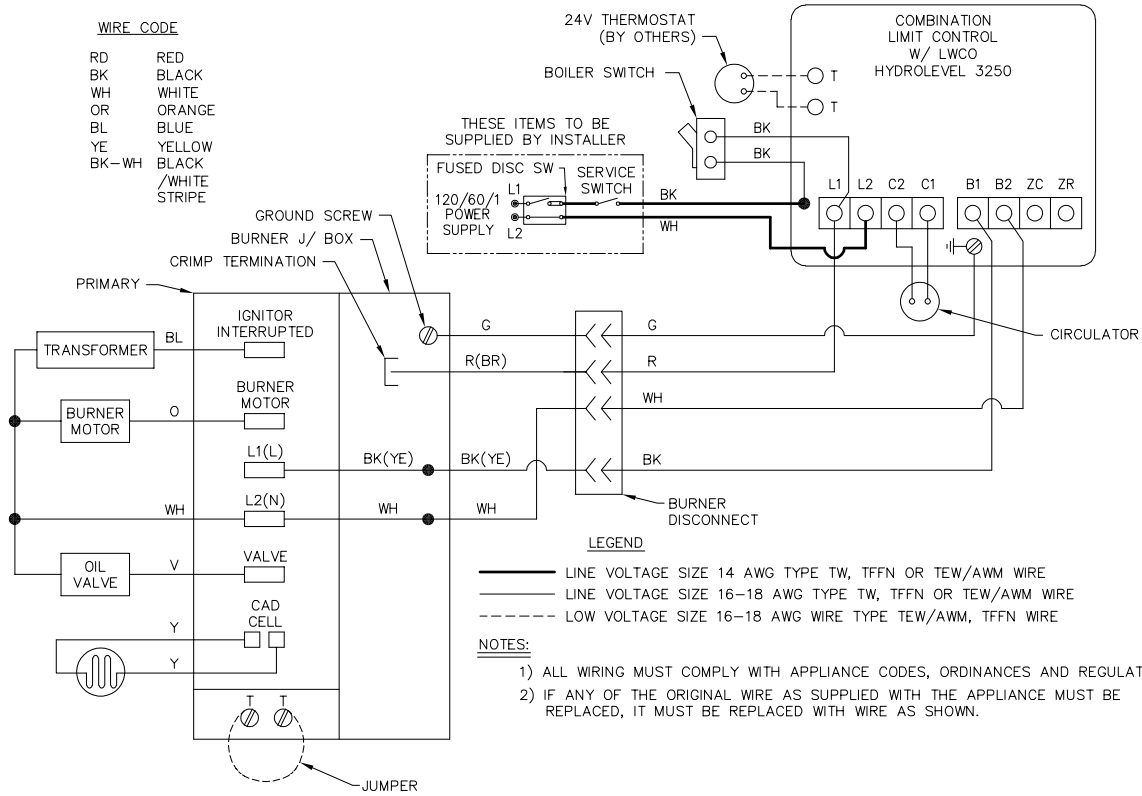 WIRE CODE
RD RED
BK BLACK
WH WHITE
OR ORANGE
BL BLUE
YE YELLOW
BK-WH BLACK
/WHITE
STRIPE
24V THERMOSTAT
(BY OTHERS)
BOILER SWITCH
COMBINATION
LIMIT CONTROL
W/ LWCO
HYDROLEVEL 3250
T
T
BK
BK
THESE ITEMS TO BE
SUPPLIED BY INSTALLER
FUSED DISC SW
SERVICE
SWITCH
L1
120/60/1
POWER
SUPPLY
L2
BK
WH
L1 L2 C2 C1 B1 B2 ZC ZR
GROUND SCREW
BURNER J/ BOX
CRIMP TERMINATION
PRIMARY
CIRCULATOR
IGNITOR
INTERRUPTED
TRANSFORMER
BL
G
G
R(BR)
R
BURNER
MOTOR
BURNER
MOTOR
O
WH
L1(L)
BK(YE)
BK(YE)
BK
L2(N)
WH
WH
WH
BURNER
DISCONNECT
VALVE
OIL
VALVE
V
CAD
CELL
Y
Y
T T
JUMPER
LEGEND
LINE VOLTAGE SIZE 14 AWG TYPE TW, TFFN OR TEW/AWM WIRE
LINE VOLTAGE SIZE 16-18 AWG TYPE TW, TFFN OR TEW/AWM WIRE
LOW VOLTAGE SIZE 16-18 AWG WIRE TYPE TEW/AWM, TFFN WIRE
NOTES:
1) ALL WIRING MUST COMPLY WITH APPLIANCE CODES, ORDINANCES AND REGULAT
2) IF ANY OF THE ORIGINAL WIRE AS SUPPLIED WITH THE APPLIANCE MUST BE
REPLACED, IT MUST BE REPLACED WITH WIRE AS SHOWN.